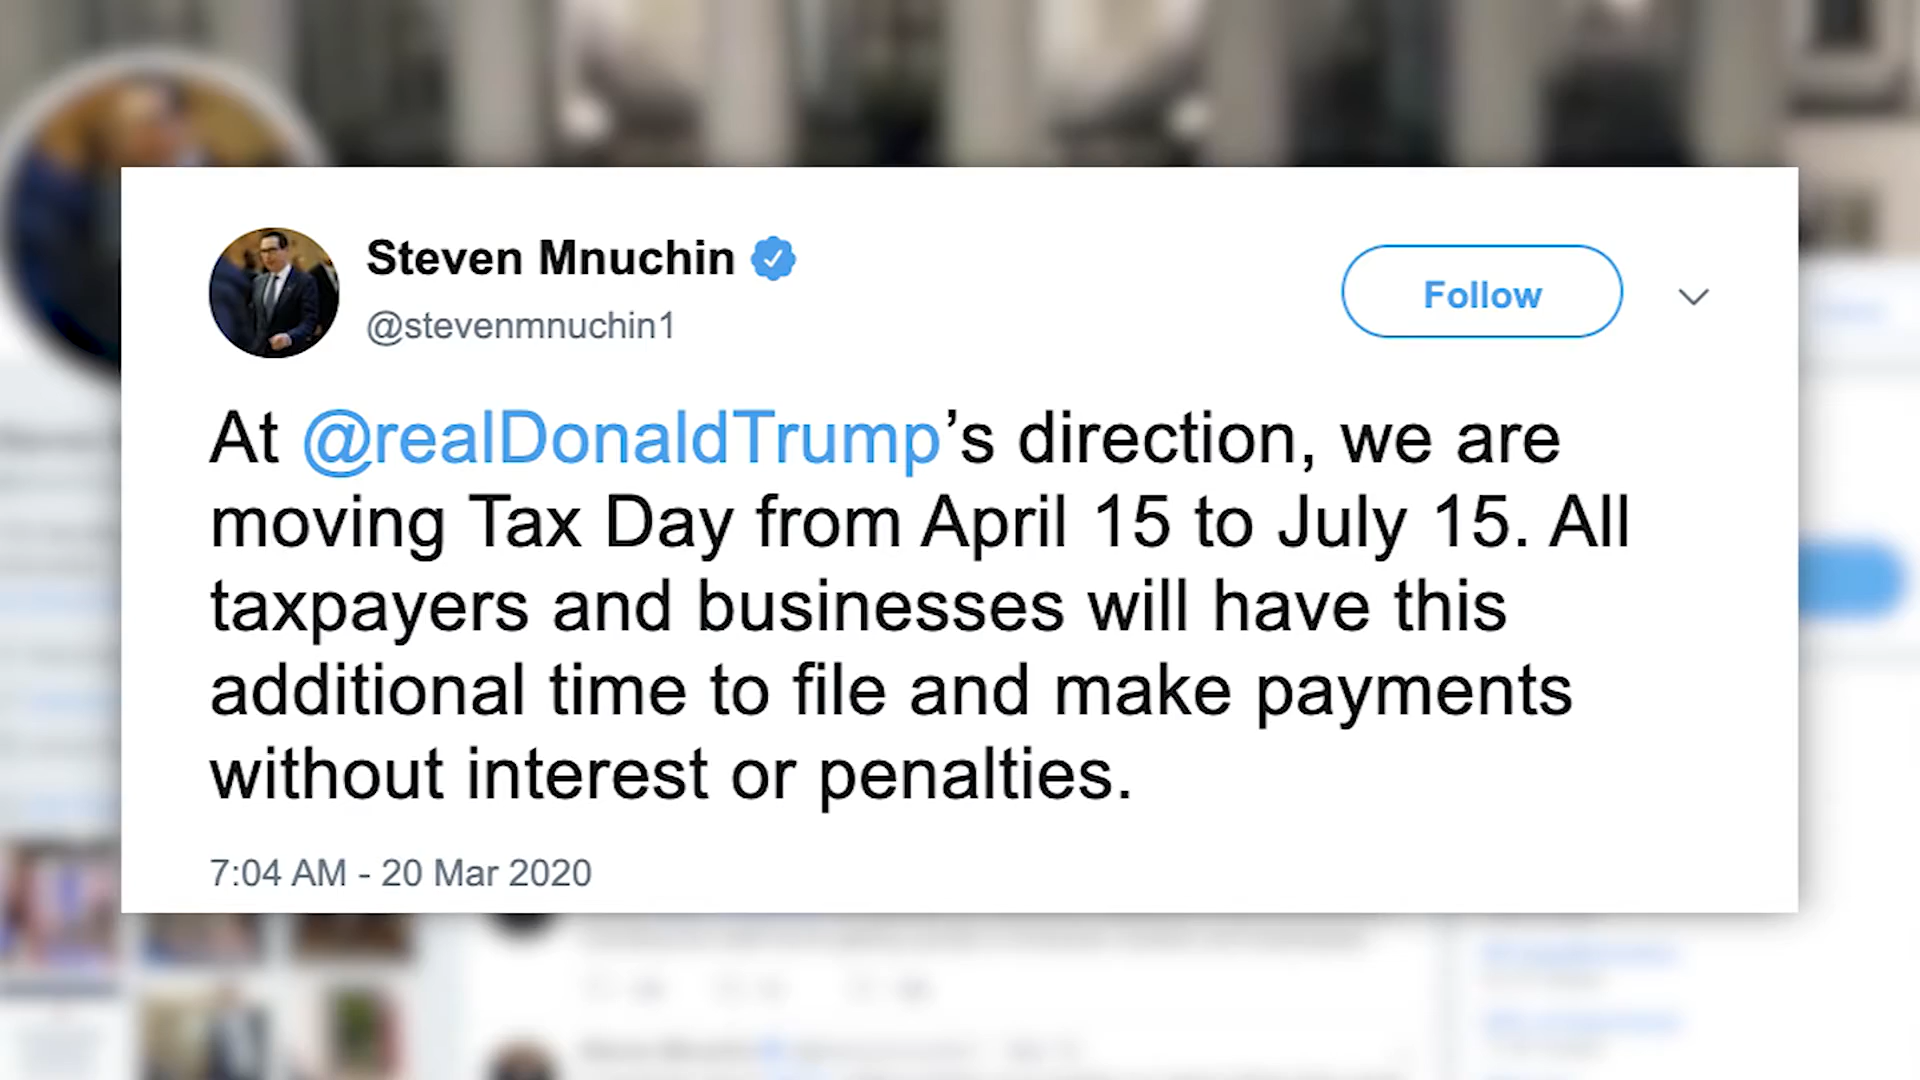 Steven Mnuchin
@stevenmnuchin1
Follow
At @realDonaldTrump’s direction, we are
moving Tax Day from April 15 to July 15. All
taxpayers and businesses will have this
additional time to file and make payments
without interest or penalties.
7:04 AM - 20 Mar 2020